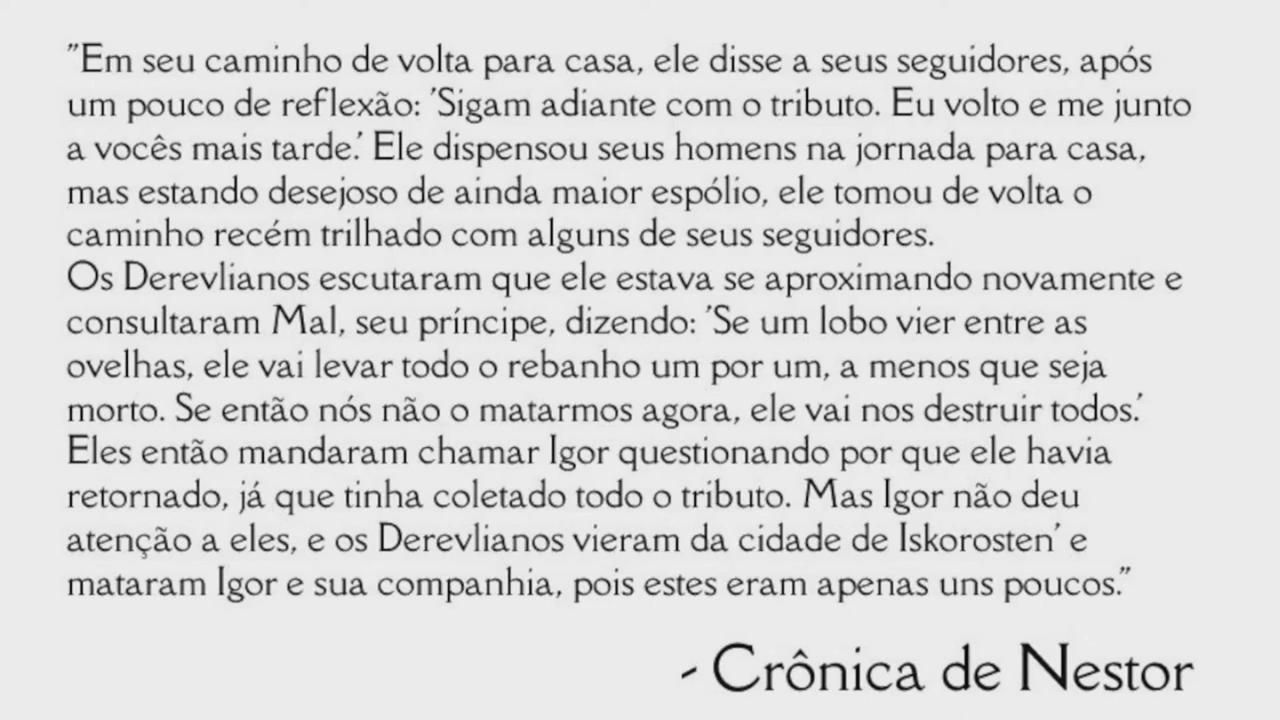 "Em seu caminho de volta para casa, ele disse a seus seguidores, após
um pouco de reflexão: 'Sigam adiante com o tributo. Eu volto e me junto
a vocês mais tarde.' Ele dispensou seus homens na jornada para casa,
mas estando desejoso de ainda maior espólio, ele tomou de volta o
caminho recém trilhado com alguns de seus seguidores.
Os Derevlianos escutaram que ele estava se aproximando novamente e
consultaram Mal, seu príncipe, dizendo: 'Se um lobo vier entre as
ovelhas, ele vai levar todo o rebanho um por um, a menos que seja
morto. Se então nós não o matarmos agora, ele vai nos destruir todos.'
Eles então mandaram chamar Igor questionando por que ele havia
retornado, já que tinha coletado todo o tributo. Mas Igor não deu
atenção a eles, e os Derevlianos vieram da cidade de Iskorosten' e
mataram Igor e sua companhia, pois estes eram apenas uns poucos."
- Crônica de Nestor